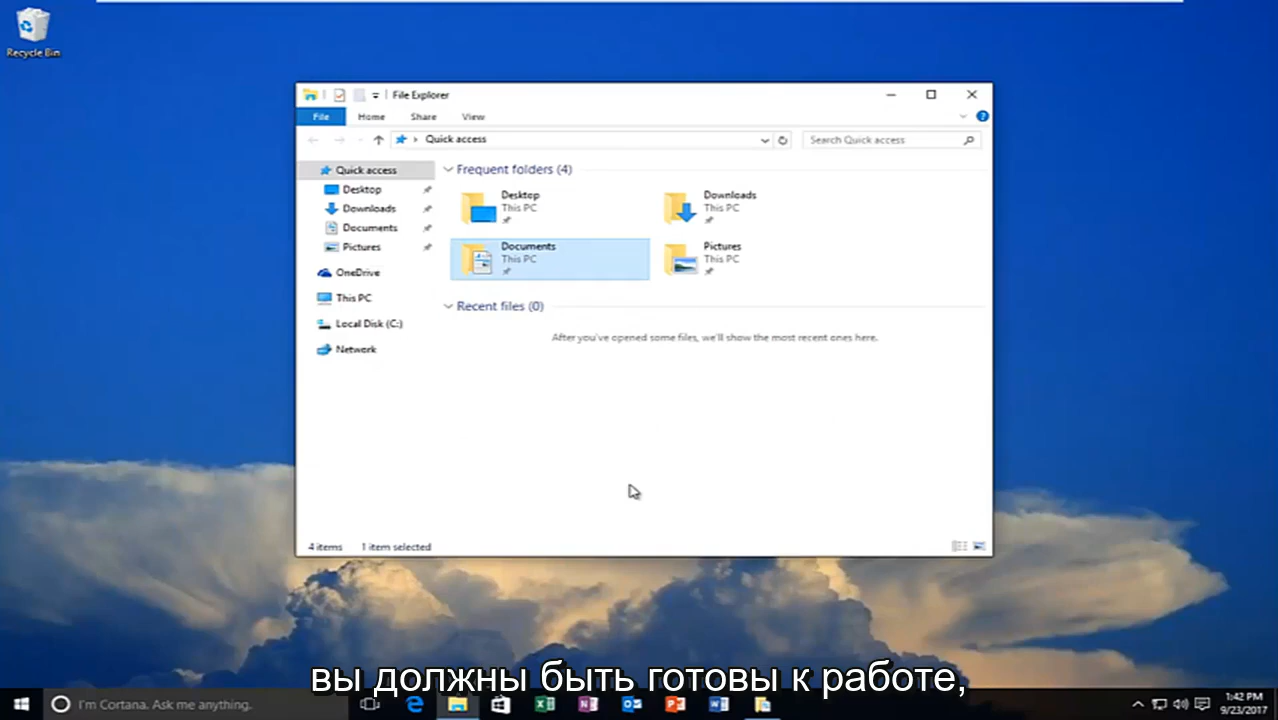 Recycle Bin
File Explorer
File Home Share View
Quick access
Search Quick access
Quick access
Desktop
Downloads
Documents
Pictures
OneDrive
This PC
Local Disk (C:)
Network
Frequent folders (4)
Desktop
This PC
Downloads
This PC
Documents
This PC
Pictures
This PC
Recent files (0)
After you've opened some files, we'll show the most recent ones here.
4 items 1 item selected
вы должны быть готовы к работе,
I'm Cortana. Ask me anything.
1:42 PM
9/23/2017